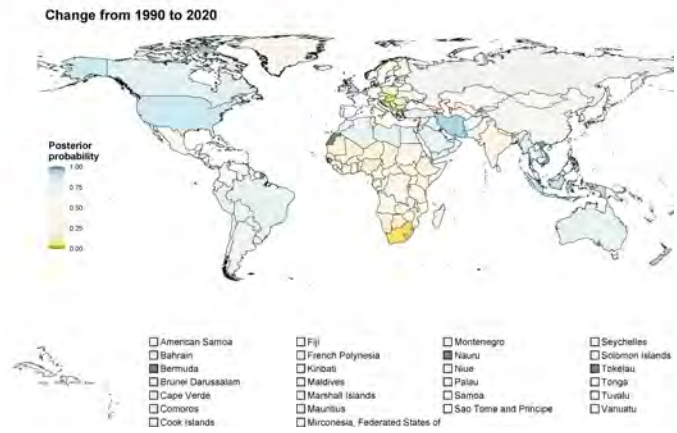 Change from 1990 to 2020
Posterior
probability
1.00
0.75
0.50
0.25
0.00
American Samoa
Bahrain
Bermuda
Brunei Darussalam
Cape Verde
Comoros
Cook Islands
Fiji
French Polynesia
Kiribati
Maldives
Marshall Islands
Mauritius
Micronesia, Federated States of
Montenegro
Nauru
Niue
Palau
Samoa
Sao Tome and Principe
Seychelles
Solomon Islands
Tokelau
Tonga
Tuvalu
Vanuatu